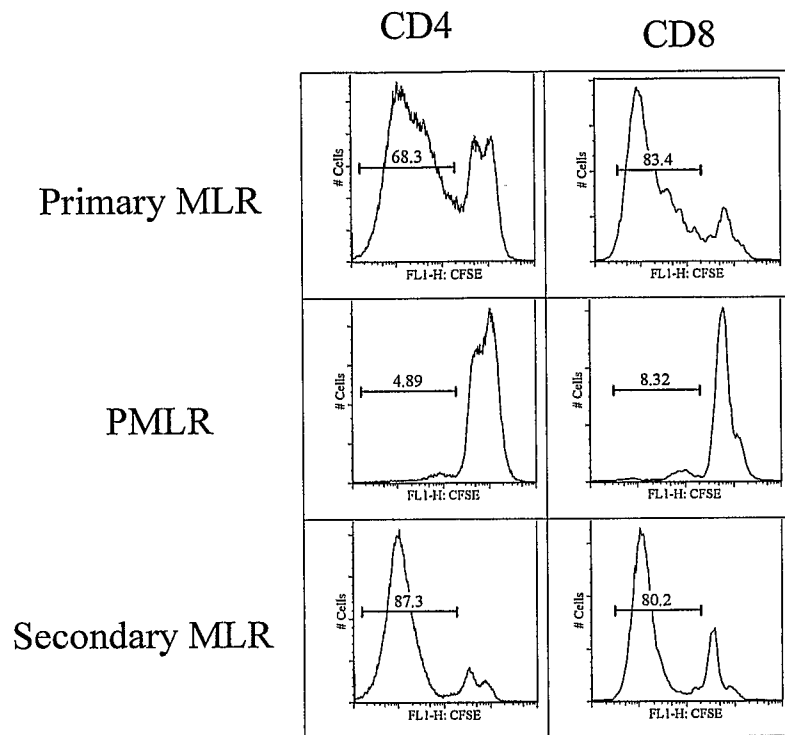 CD4 CD8
Primary MLR
# Cells 68.3 FL1-H: CFSE
# Cells 83.4 FL1-H: CFSE
PMLR
# Cells 4.89 FL1-H: CFSE
# Cells 8.32 FL1-H: CFSE
Secondary MLR
# Cells 87.3 FL1-H: CFSE
# Cells 80.2 FL1-H: CFSE